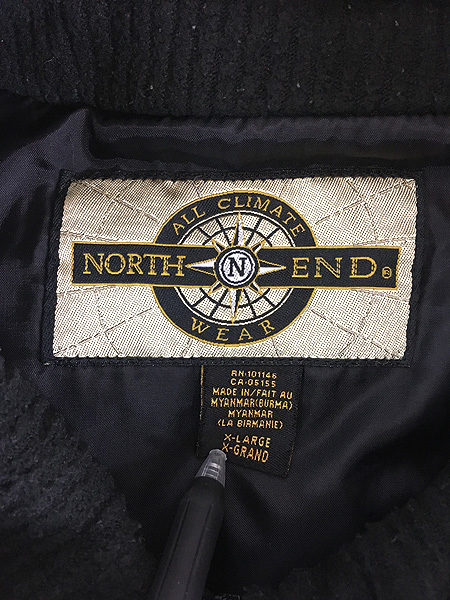 ALL CLIMATE
NORTH N END ®
WEAR
RN:101146
CA:05155
MADE IN/FAIT AU
MYANMAR(BURMA)
MYANMAR
(LA BIRMANIE)
X-LARGE
X-GRAND